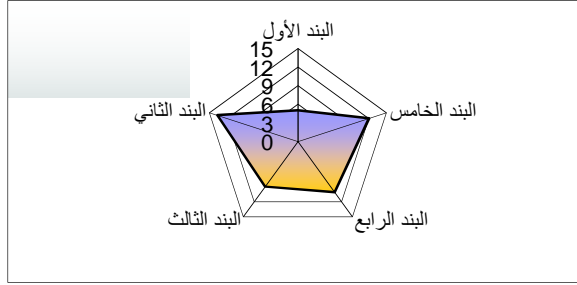 البند الأول
15
12
9
6
3
0
البند الثاني
البند الخامس
البند الثالث
البند الرابع